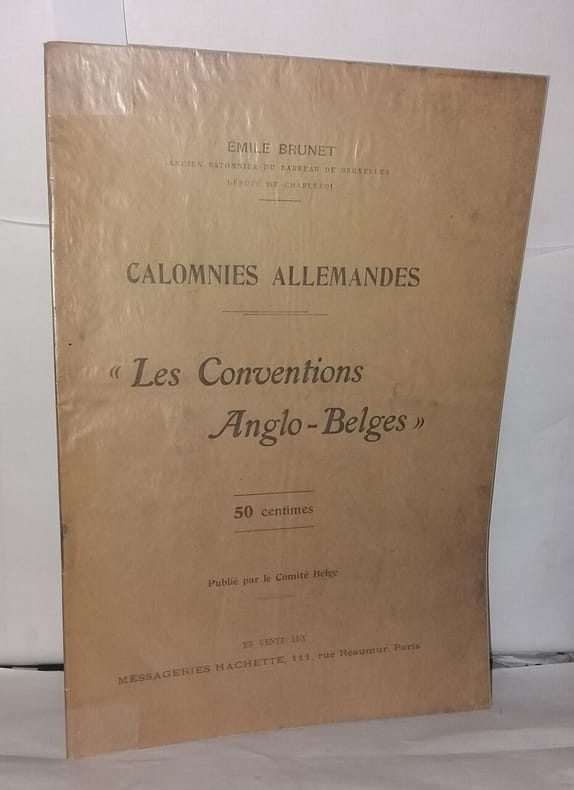 ÉMILE BRUNET
ANCIEN BATONNIER DU BARREAU DE BRUXELLES
DÉPUTÉ DE CHARLEROI
CALOMNIES ALLEMANDES
« Les Conventions
Anglo-Belges »
50 centimes
Publié par le Comité Belge
EN VENTE AUX
MESSAGERIES HACHETTE, 111, rue Réaumur, Paris